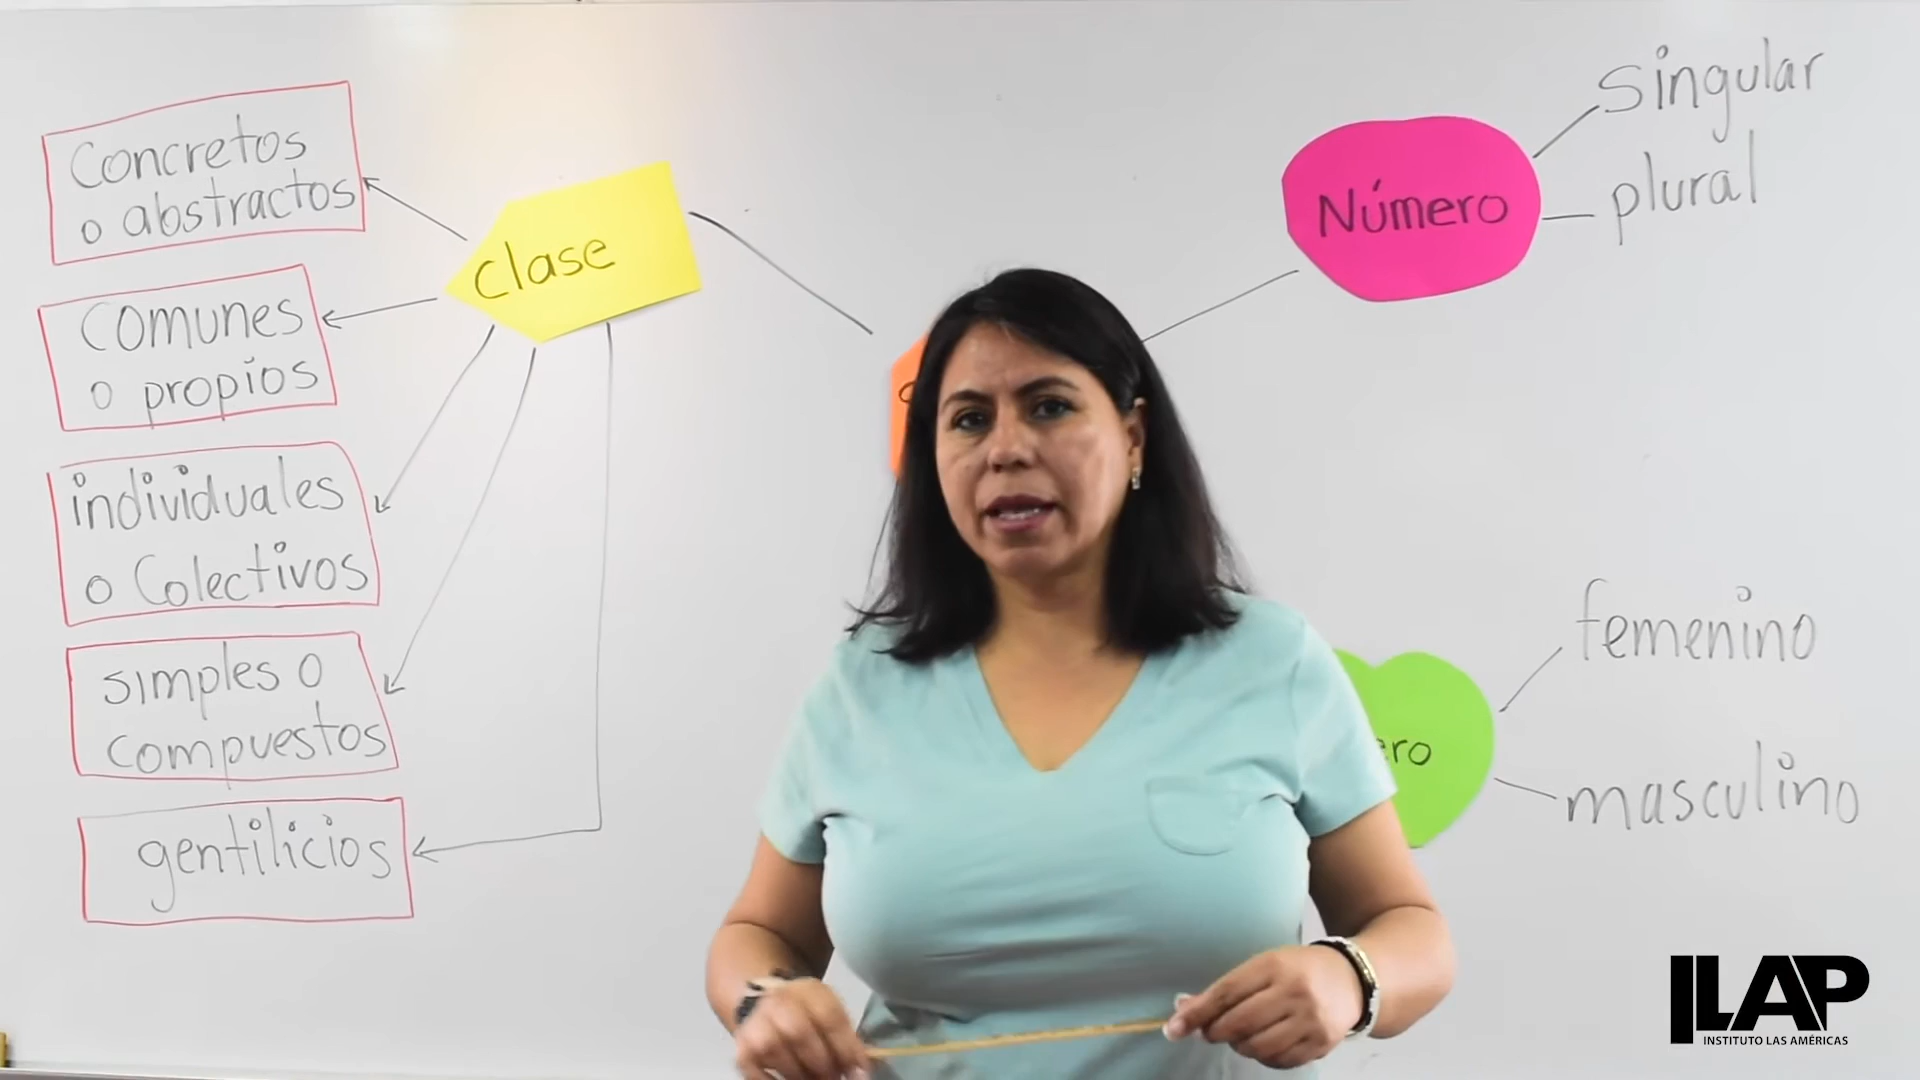 Concretos
o abstractos
comunes
o propios
individuales
o Colectivos
simples o
compuestos
gentilicios
clase
Número
singular
plural
femenino
masculino
ILAP
INSTITUTO LAS AMÉRICAS